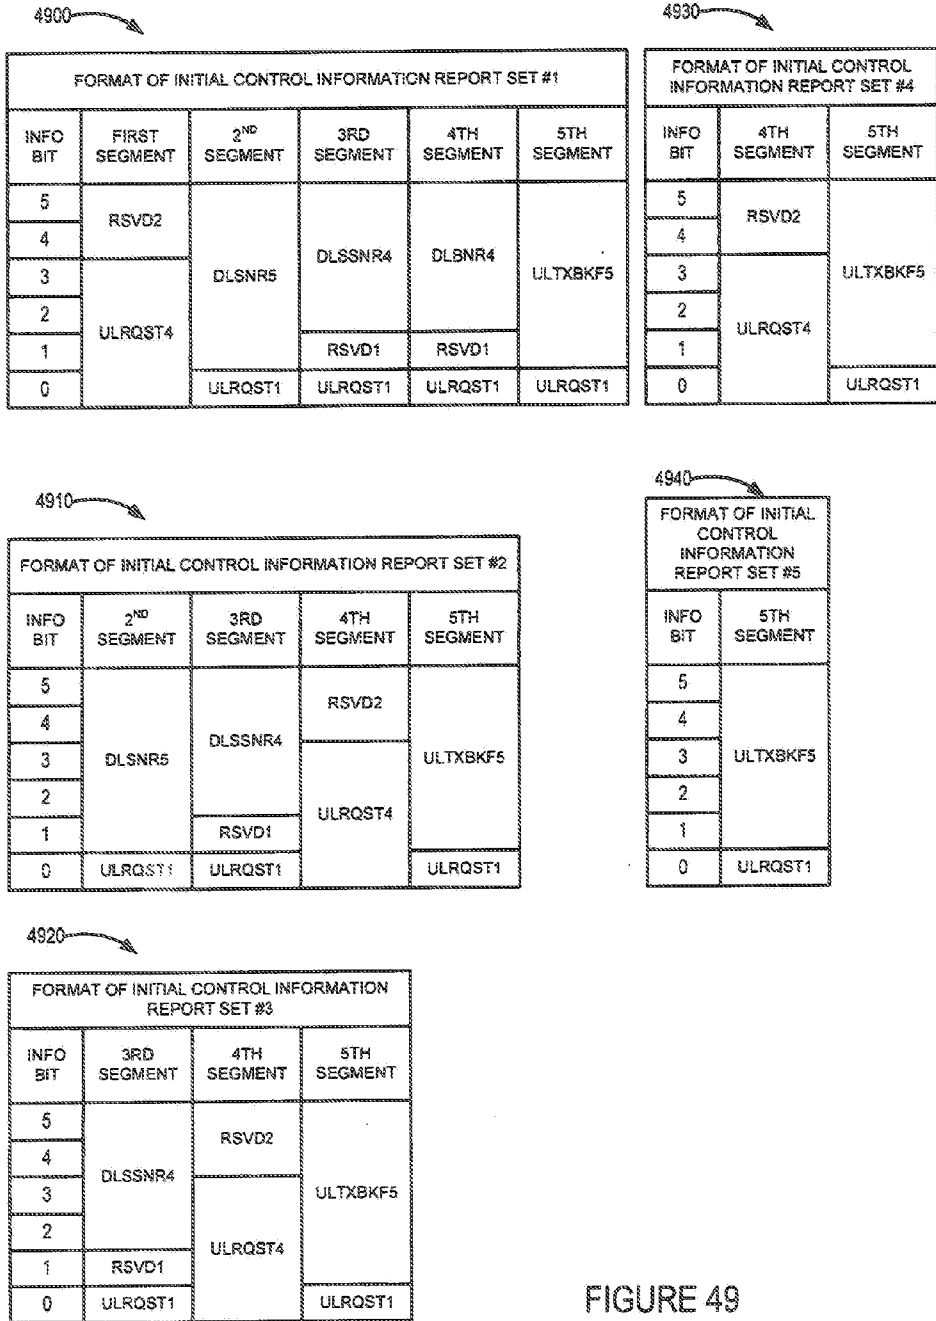 4900
FORMAT OF INITIAL CONTROL INFORMATION REPORT SET #1
INFO BIT FIRST SEGMENT 2ND SEGMENT 3RD SEGMENT 4TH SEGMENT 5TH SEGMENT
5 RSVD2 DLSNR5 DLSSNR4 DLBNR4 ULTXBKF5
4
3 ULRQST4
2
1 RSVD1 RSVD1
0 ULRQST1 ULRQST1 ULRQST1 ULRQST1
4930
FORMAT OF INITIAL CONTROL
INFORMATION REPORT SET #4
INFO BIT 4TH SEGMENT 5TH SEGMENT
5 RSVD2 ULTXBKF5
4
3 ULRQST4
2
1
0 ULRQST1
4910
FORMAT OF INITIAL CONTROL INFORMATION REPORT SET #2
INFO BIT 2ND SEGMENT 3RD SEGMENT 4TH SEGMENT 5TH SEGMENT
5 DLSNR5 DLSSNR4 RSVD2 ULTXBKF5
4
3 ULRQST4
2
1 RSVD1
0 ULRQST1 ULRQST1 ULRQST1
4940
FORMAT OF INITIAL
CONTROL
INFORMATION
REPORT SET #5
INFO BIT 5TH SEGMENT
5 ULTXBKF5
4
3
2
1
0 ULRQST1
4920
FORMAT OF INITIAL CONTROL INFORMATION
REPORT SET #3
INFO BIT 3RD SEGMENT 4TH SEGMENT 5TH SEGMENT
5 DLSSNR4 RSVD2 ULTXBKF5
4
3 ULRQST4
2
1 RSVD1
0 ULRQST1 ULRQST1
FIGURE 49